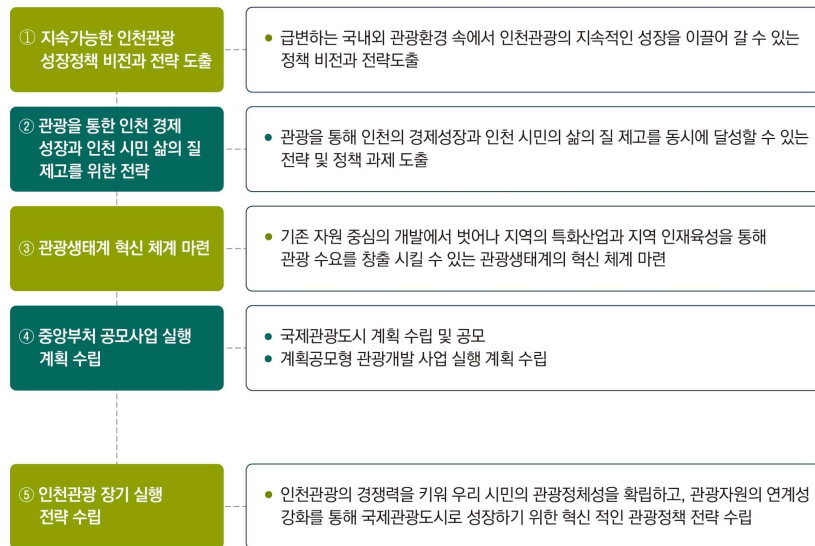 ① 지속가능한 인천관광
성장정책 비전과 전략 도출
• 급변하는 국내외 관광환경 속에서 인천관광의 지속적인 성장을 이끌어 갈 수 있는
정책 비전과 전략도출
② 관광을 통한 인천 경제
성장과 인천 시민 삶의 질
제고를 위한 전략
• 관광을 통해 인천의 경제성장과 인천 시민의 삶의 질 제고를 동시에 달성할 수 있는
전략 및 정책 과제 도출
③ 관광생태계 혁신 체계 마련
• 기존 자원 중심의 개발에서 벗어나 지역의 특화산업과 지역 인재육성을 통해
관광 수요를 창출 시킬 수 있는 관광생태계의 혁신 체계 마련
④ 중앙부처 공모사업 실행
계획 수립
• 국제관광도시 계획 수립 및 공모
• 계획공모형 관광개발 사업 실행 계획 수립
⑤ 인천관광 장기 실행
전략 수립
• 인천관광의 경쟁력을 키워 우리 시민의 관광정체성을 확립하고, 관광자원의 연계성
강화를 통해 국제관광도시로 성장하기 위한 혁신 적인 관광정책 전략 수립